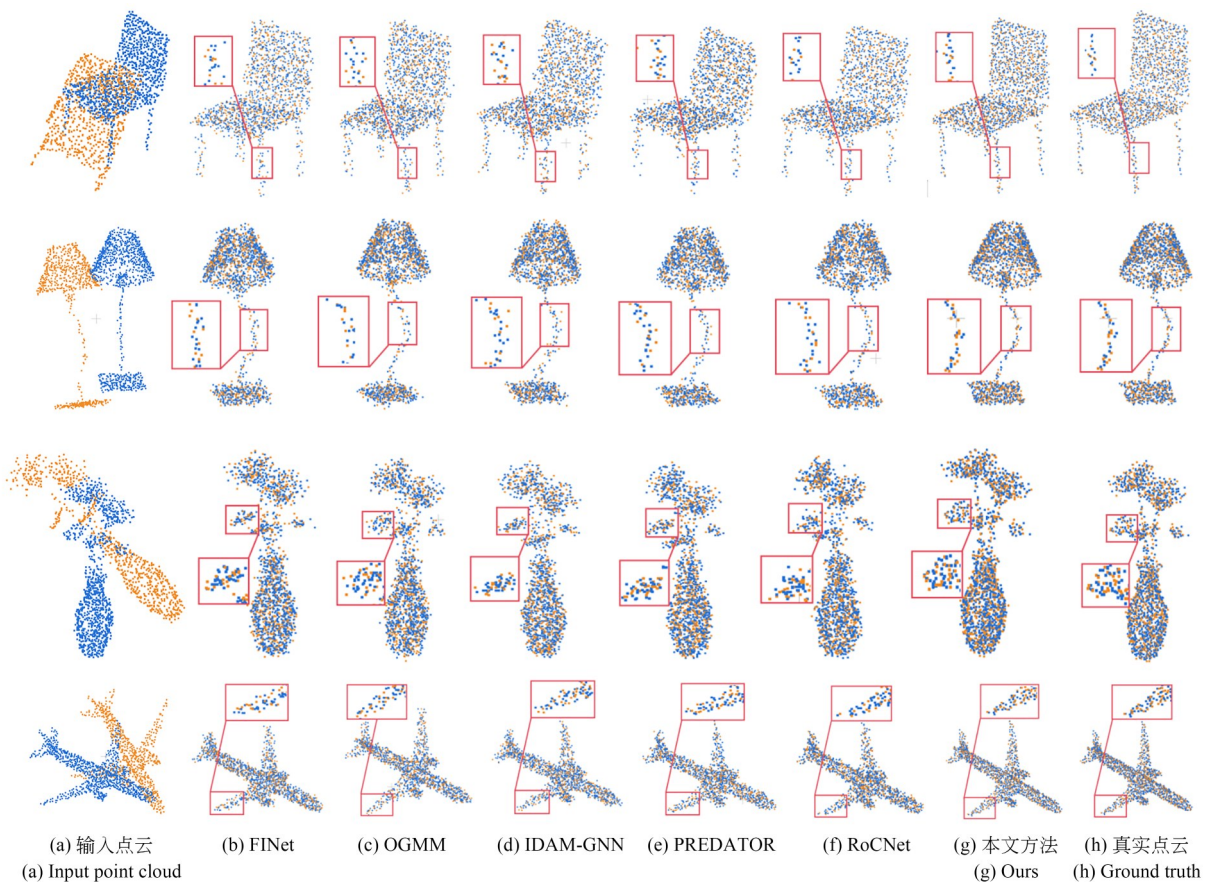 (a) 输入点云 (b) FINet (c) OGMM (d) IDAM-GNN (e) PREDATOR (f) RoCNet (g) 本文方法 (h) 真实点云
(a) Input point cloud (g) Ours (h) Ground truth